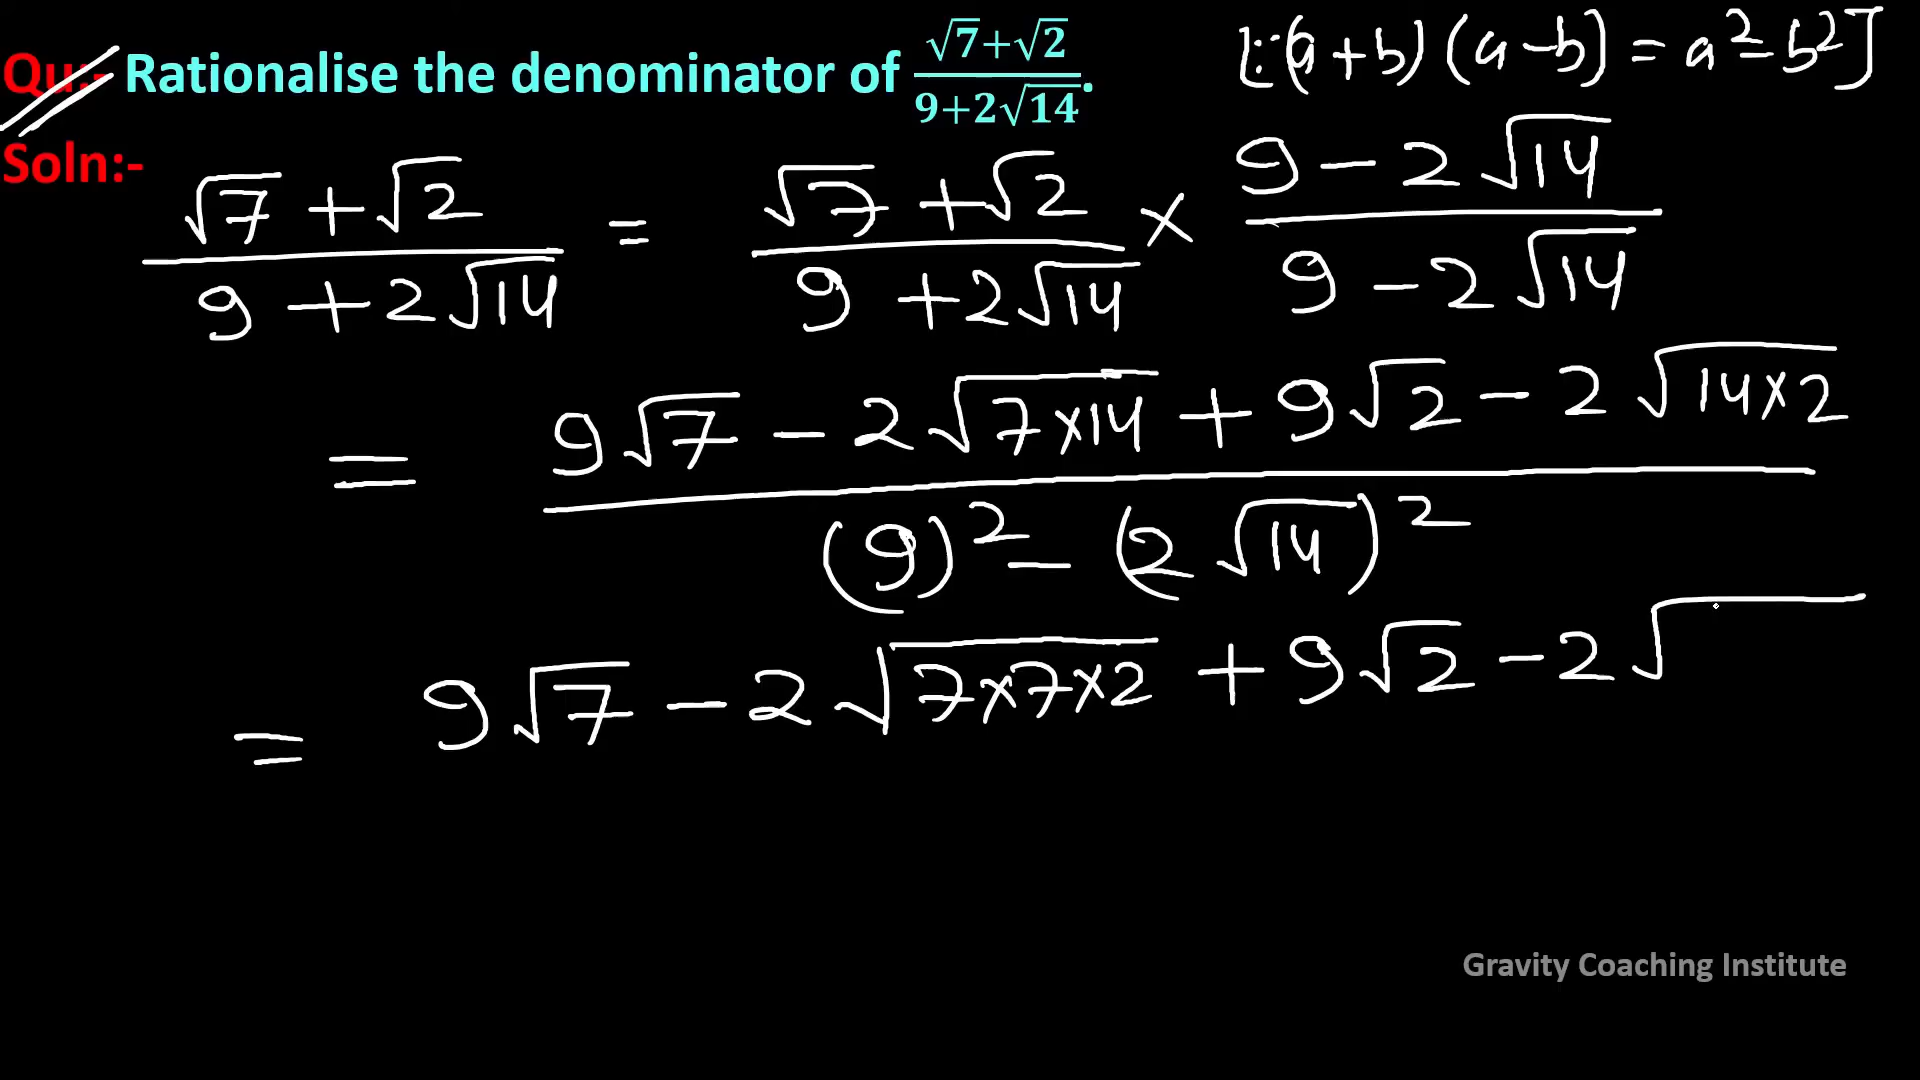 Qu:- Rationalise the denominator of (√7+√2)/(9+2√14). [∵(a+b)(a-b) = a²-b²]
Soln:- (√7+√2)/(9+2√14) = (√7+√2)/(9+2√14) × (9-2√14)/(9-2√14)
= (9√7 - 2√(7×14) + 9√2 - 2√(14×2))/((9)² - (2√14)²)
= 9√7 - 2√(7×7×2) + 9√2 - 2√
Gravity Coaching Institute